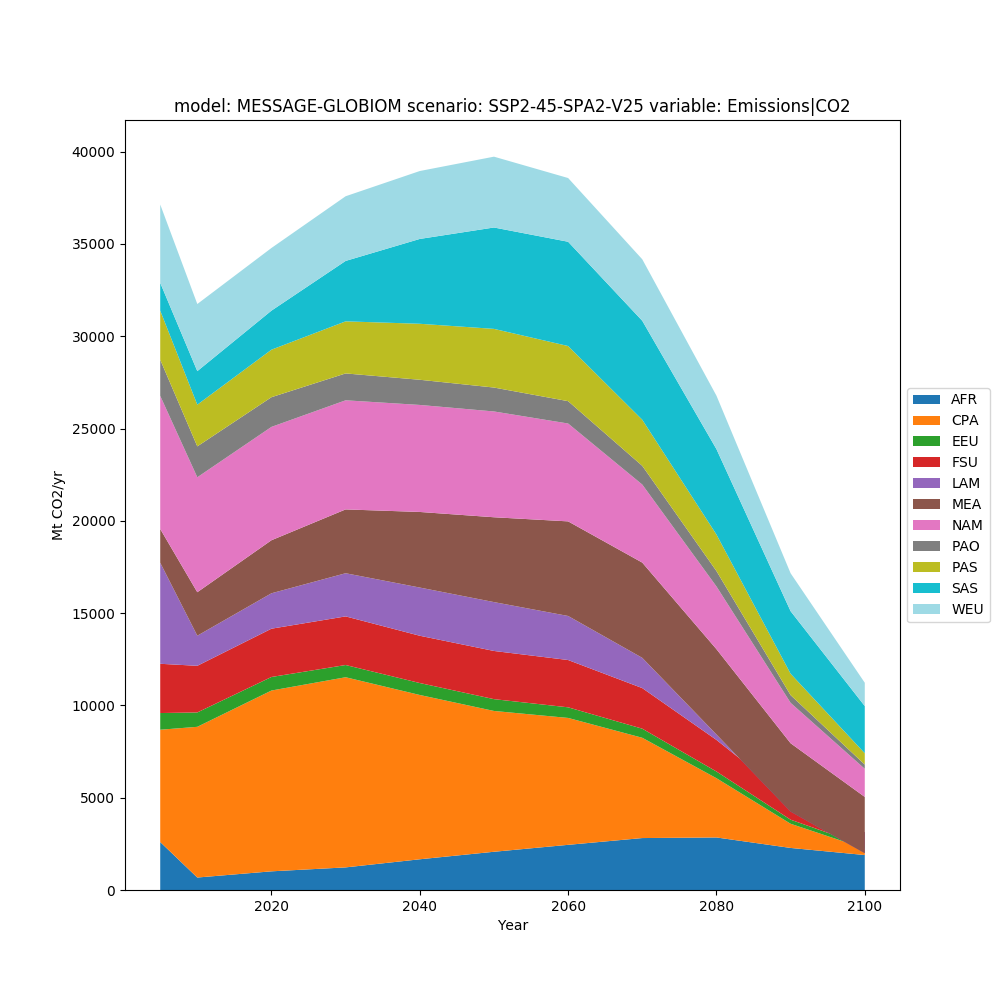 model: MESSAGE-GLOBIOM scenario: SSP2-45-SPA2-V25 variable: Emissions|CO2
Mt CO2/yr
40000
35000
30000
25000
20000
15000
10000
5000
0
2020 2040 2060 2080 2100
Year
AFR
CPA
EEU
FSU
LAM
MEA
NAM
PAO
PAS
SAS
WEU